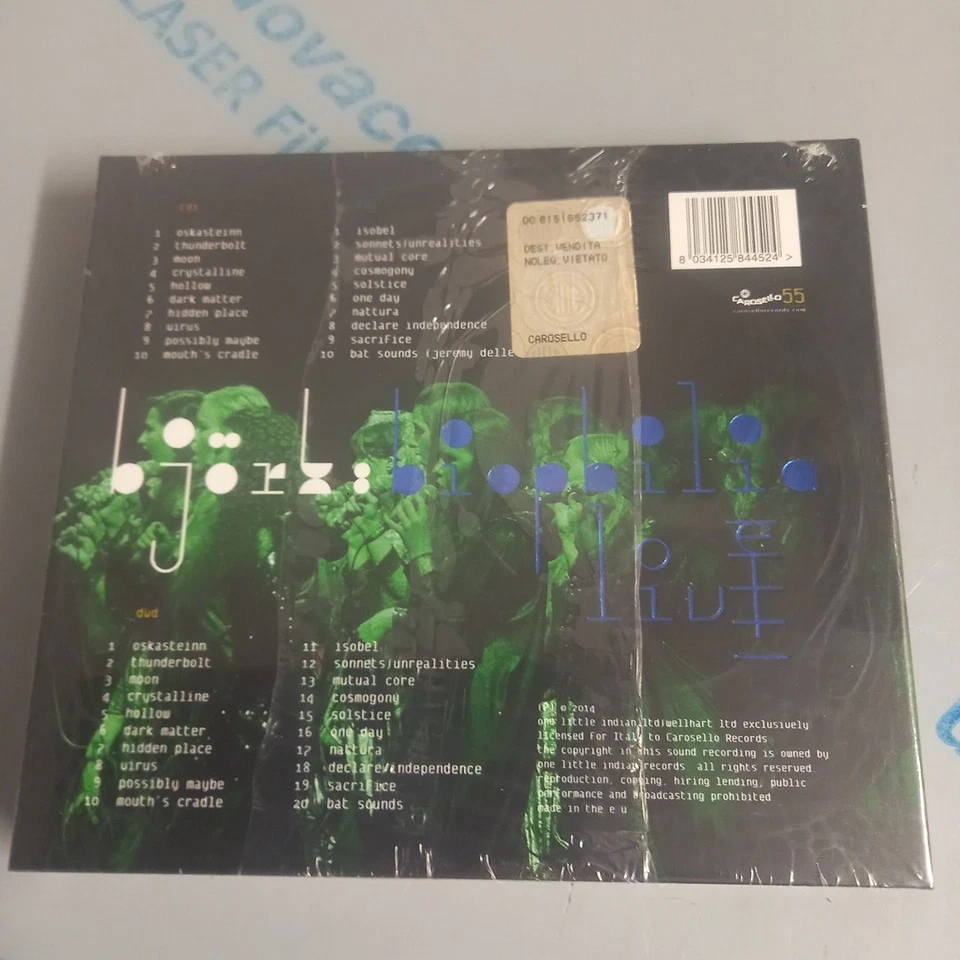 Novac
LASER Fi
cds
1 oskasteinn
2 thunderbolt
3 moon
4 crystalline
5 hollow
6 dark matter
7 hidden place
8 virus
9 possibly maybe
10 mouth's cradle
1 isobel
2 sonnets/unrealities
3 mutual core
4 cosmogony
5 solstice
6 one day
7 nattura
8 declare independence
9 sacrifice
10 bat sounds (jeremy delle
DEST.VENDITA
NOLEG.VIETATO
CAROSELLO
8 034125 844524 >
CAROSELLO 55
carosellorecords.com
björk: biophilia
live
dvd
1 oskasteinn
2 thunderbolt
3 moon
4 crystalline
5 hollow
6 dark matter
7 hidden place
8 virus
9 possibly maybe
10 mouth's cradle
11 isobel
12 sonnets/unrealities
13 mutual core
14 cosmogony
15 solstice
16 one day
17 nattura
18 declare independence
19 sacrifice
20 bat sounds
(P) © 2014
one little indian ltd/wellhart ltd exclusively
licensed for Italy to Carosello Records
the copyright in this sound recording is owned by
one little indian records. all rights reserved
reproduction, copying, hiring lending, public
performance and broadcasting prohibited
made in the e u